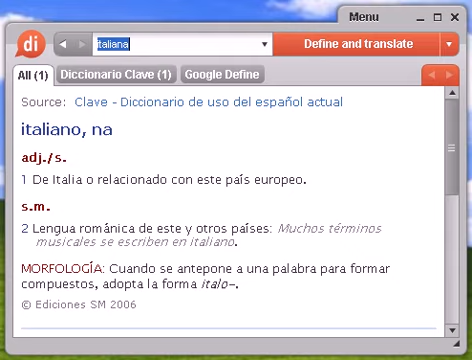 Menu
di
italiana
Define and translate
All (1)
Diccionario Clave (1)
Google Define
Source: Clave - Diccionario de uso del español actual
italiano, na
adj./s.
1 De Italia o relacionado con este país europeo.
s.m.
2 Lengua románica de este y otros países: Muchos términos
musicales se escriben en italiano.
MORFOLOGÍA: Cuando se antepone a una palabra para formar
compuestos, adopta la forma italo-.
© Ediciones SM 2006